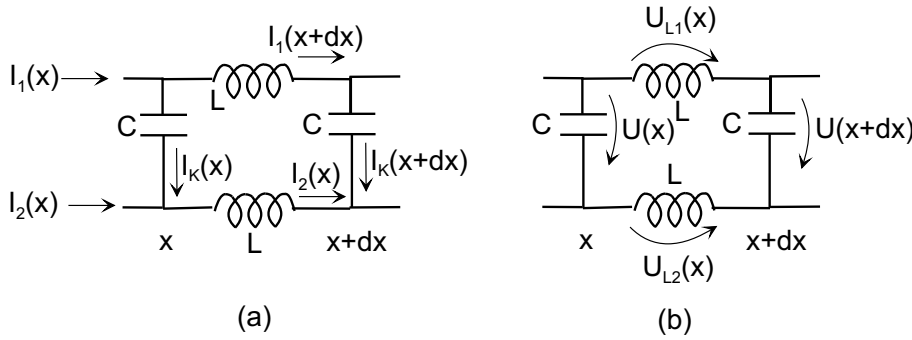 I1(x+dx)
I1(x)
L
C
C
IK(x)
I2(x)
IK(x+dx)
I2(x)
L
x
x+dx
(a)
UL1(x)
L
C
U(x)
C
U(x+dx)
L
x
x+dx
UL2(x)
(b)